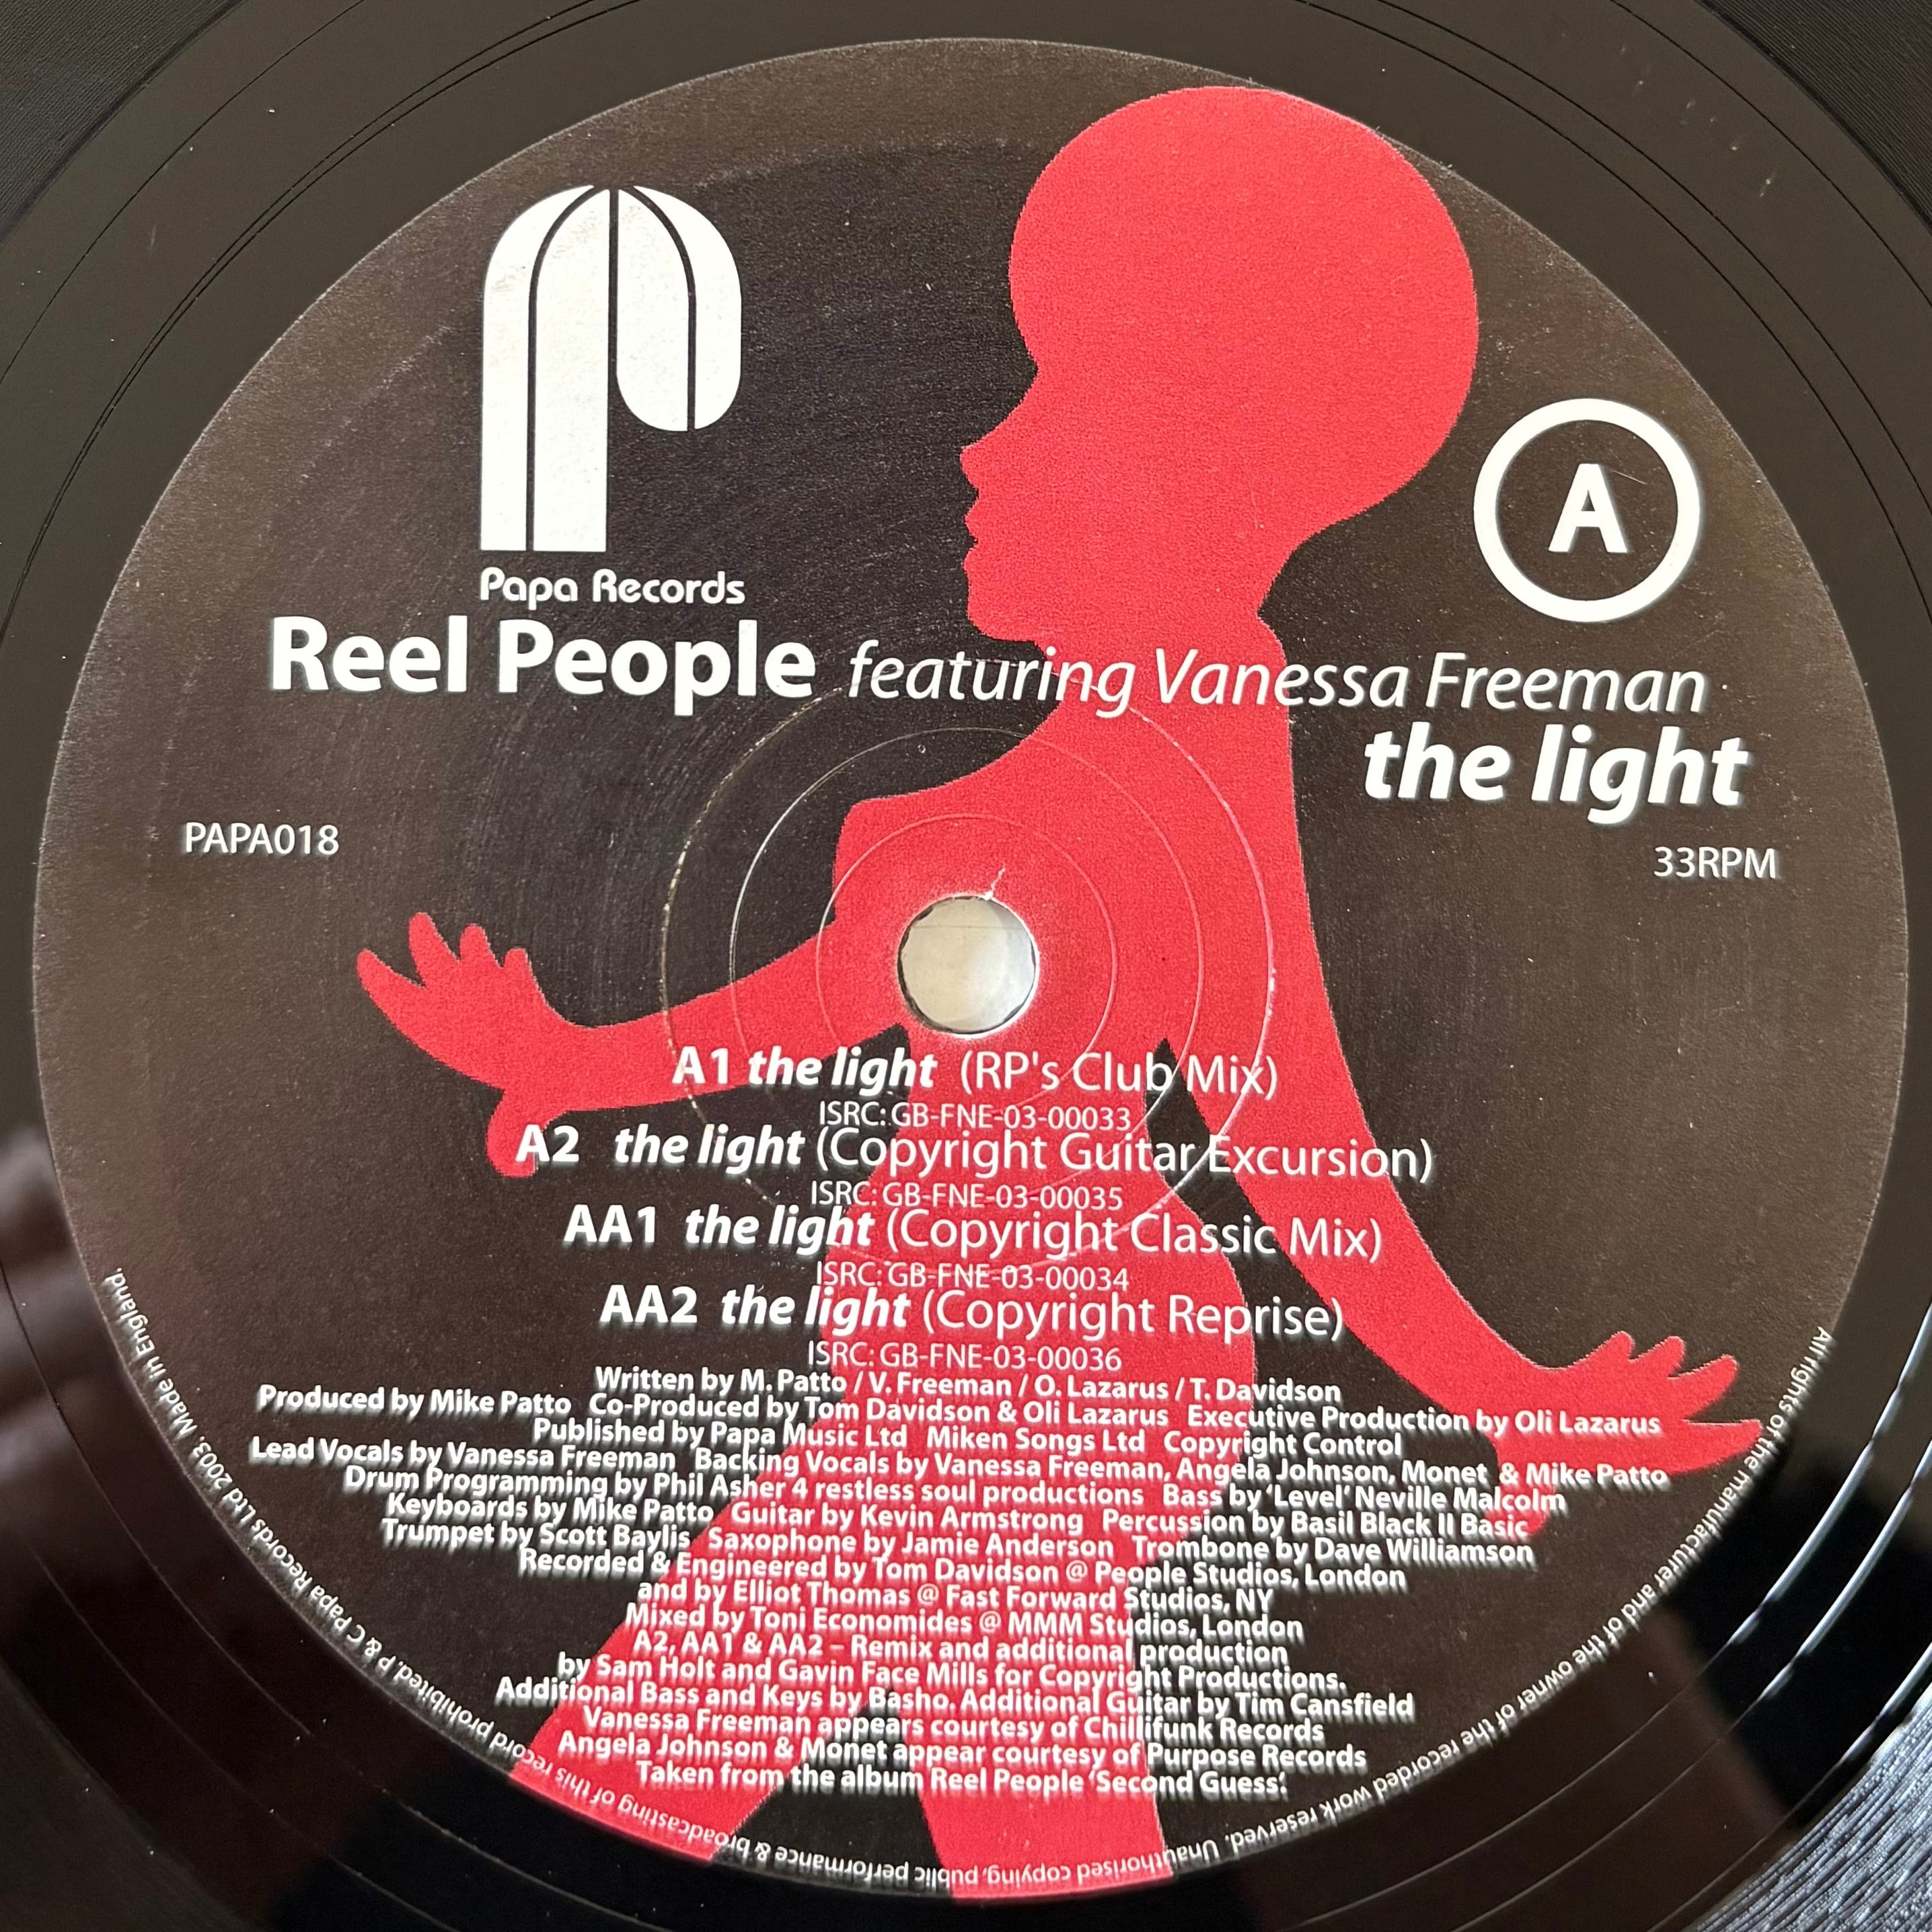 Papa Records
A
Reel People featuring Vanessa Freeman
the light
PAPA018
33RPM
A1 the light (RP's Club Mix)
ISRC: GB-FNE-03-00033
A2 the light (Copyright Guitar Excursion)
ISRC: GB-FNE-03-00035
AA1 the light (Copyright Classic Mix)
ISRC: GB-FNE-03-00034
AA2 the light (Copyright Reprise)
ISRC: GB-FNE-03-00036
Written by M. Patto / V. Freeman / O. Lazarus / T. Davidson
Produced by Mike Patto Co-Produced by Tom Davidson & Oli Lazarus Executive Production by Oli Lazarus
Published by Papa Music Ltd Miken Songs Ltd Copyright Control
Lead Vocals by Vanessa Freeman Backing Vocals by Vanessa Freeman, Angela Johnson, Monet & Mike Patto
Drum Programming by Phil Asher 4 restless soul productions Bass by 'Level' Neville Malcolm
Keyboards by Mike Patto Guitar by Kevin Armstrong Percussion by Basil Black II Basic
Trumpet by Scott Baylis Saxophone by Jamie Anderson Trombone by Dave Williamson
Recorded & Engineered by Tom Davidson @ People Studios, London
and by Elliot Thomas @ Fast Forward Studios, NY
Mixed by Toni Economides @ MMM Studios, London
A2, AA1 & AA2 – Remix and additional production
by Sam Holt and Gavin Face Mills for Copyright Productions.
Additional Bass and Keys by Basho. Additional Guitar by Tim Cansfield
Vanessa Freeman appears courtesy of Chillifunk Records
Angela Johnson & Monet appear courtesy of Purpose Records
Taken from the album Reel People 'Second Guess'.
All rights of the manufacturer and of the owner of the recorded work reserved. Unauthorised copying, public performance & broadcasting of this record prohibited. P & C Papa Records Ltd 2003. Made in England.